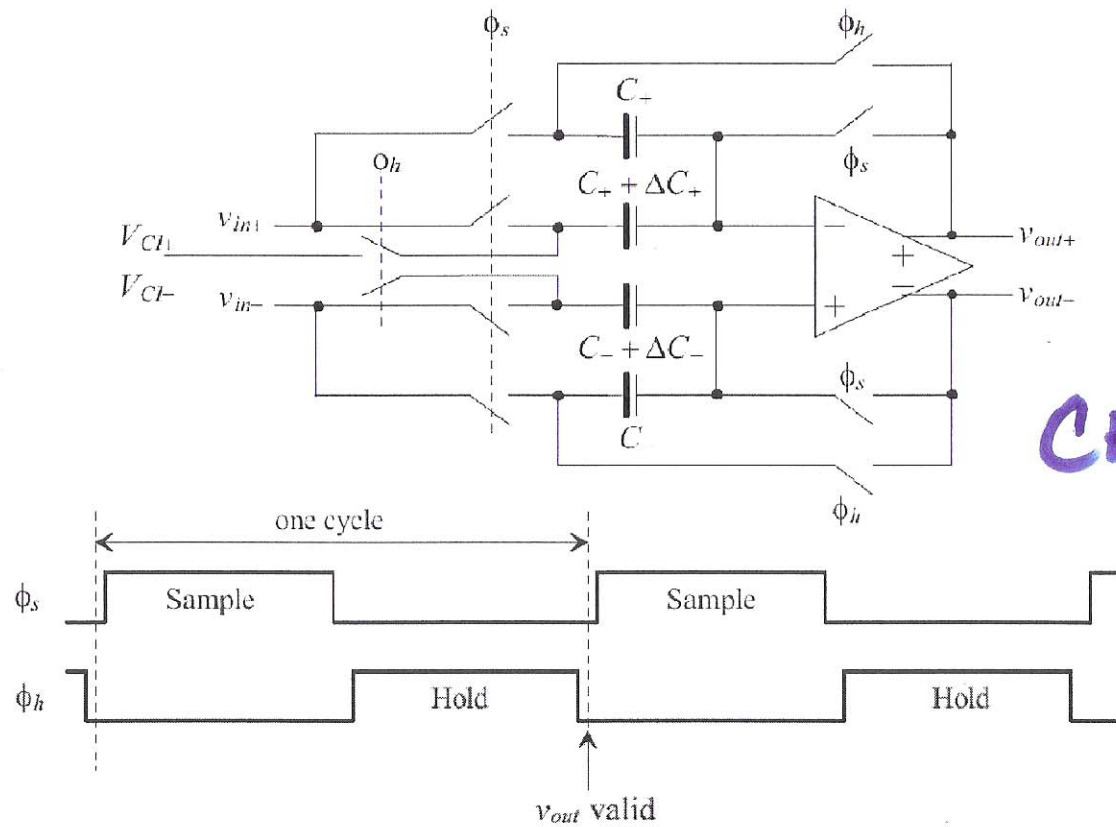 ϕs
ϕh
C+
ϕs
ϕh
C+ + ΔC+
vin+
VCI+
VCI−
vin−
−
+
+
−
vout+
vout−
C− + ΔC−
ϕs
C
ϕh
one cycle
ϕs
Sample
Sample
ϕh
Hold
Hold
vout valid